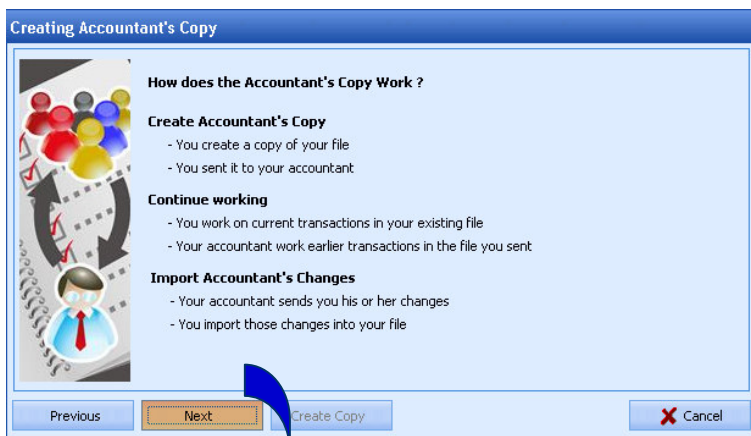 Creating Accountant's Copy
How does the Accountant's Copy Work ?
Create Accountant's Copy
- You create a copy of your file
- You sent it to your accountant
Continue working
- You work on current transactions in your existing file
- Your accountant work earlier transactions in the file you sent
Import Accountant's Changes
- Your accountant sends you his or her changes
- You import those changes into your file
Previous Next Create Copy Cancel